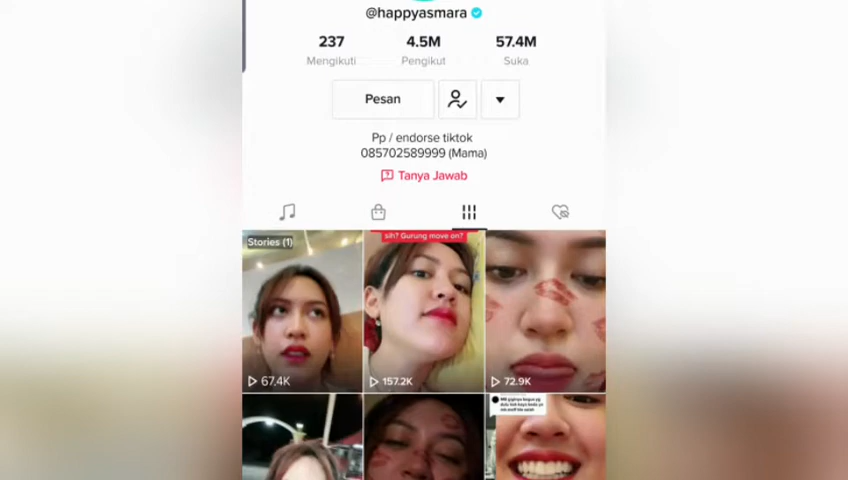 @happyasmara
237
4.5M
57.4M
Mengikuti
Pengikut
Suka
Pesan
Pp / endorse tiktok
085702589999 (Mama)
Tanya Jawab
Stories (1)
sih? Gurung move on?
67.4K
157.2K
72.9K